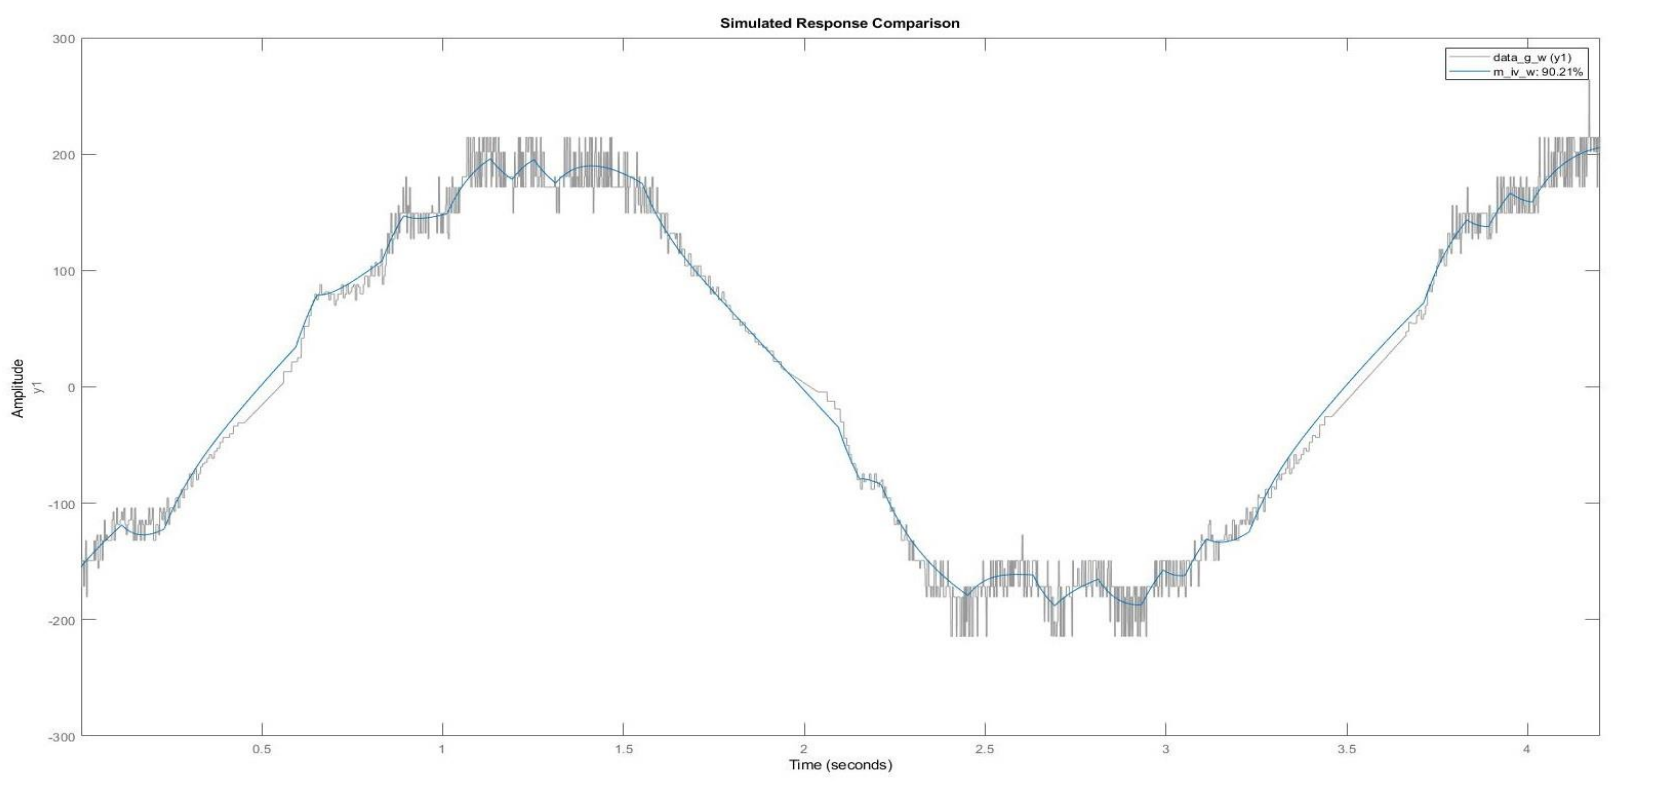 Simulated Response Comparison
300
data_g_w (y1)
m_iv_w: 90.21%
200
100
0
-100
-200
-300
Amplitude
y1
0.5
1
1.5
2
2.5
3
3.5
4
Time (seconds)